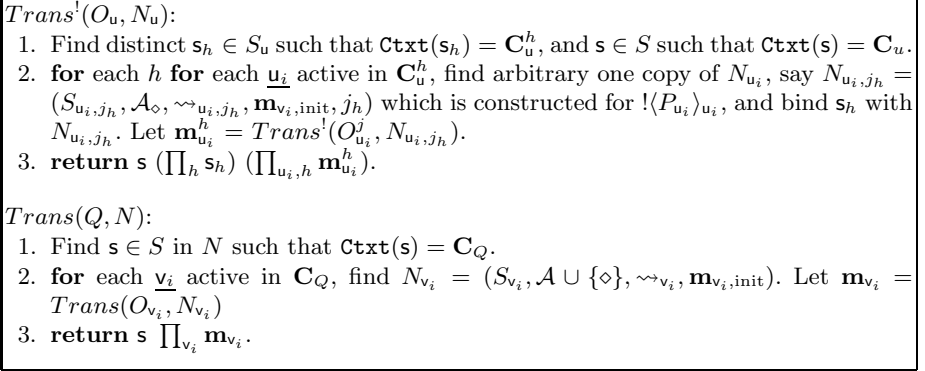 Trans^!(O_u, N_u):
1. Find distinct s_h ∈ S_u such that Ctxt(s_h) = C_u^h, and s ∈ S such that Ctxt(s) = C_u.
2. for each h for each u_i active in C_u^h, find arbitrary one copy of N_{u_i}, say N_{u_i,j_h} =
(S_{u_i,j_h}, A_⋄, ⇝_{u_i,j_h}, m_{v_i,init}, j_h) which is constructed for !⟨P_{u_i}⟩_{u_i}, and bind s_h with
N_{u_i,j_h}. Let m_{u_i}^h = Trans^!(O_{u_i}^j, N_{u_i,j_h}).
3. return s (∏_h s_h) (∏_{u_i,h} m_{u_i}^h).
Trans(Q, N):
1. Find s ∈ S in N such that Ctxt(s) = C_Q.
2. for each v_i active in C_Q, find N_{v_i} = (S_{v_i}, A ∪ {⋄}, ⇝_{v_i}, m_{v_i,init}). Let m_{v_i} =
Trans(O_{v_i}, N_{v_i})
3. return s ∏_{v_i} m_{v_i}.